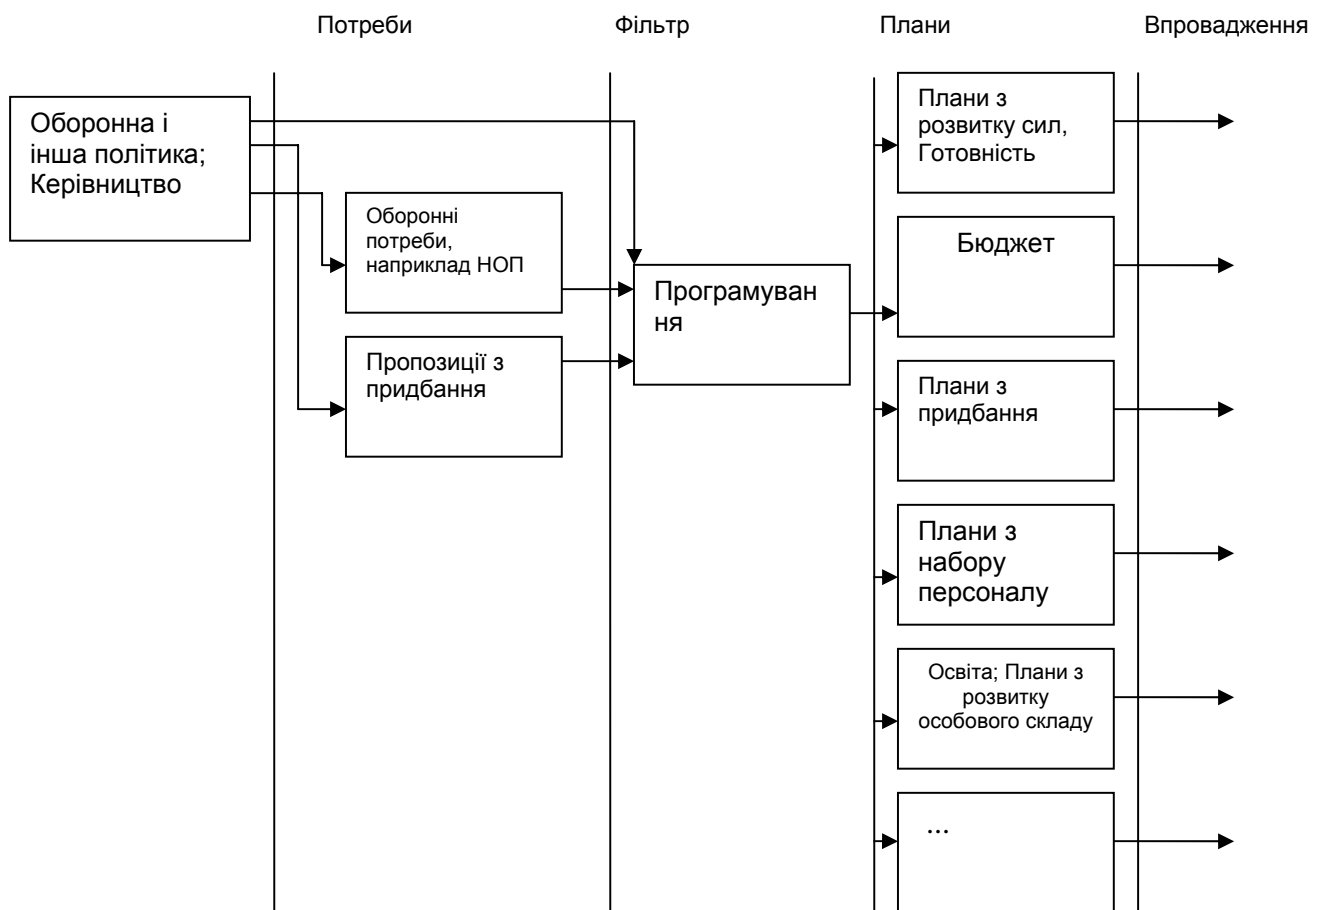 Потреби
Фільтр
Плани
Впровадження
Оборонна і
інша політика;
Керівництво
Оборонні
потреби,
наприклад НОП
Пропозиції з
придбання
Програмуван
ня
Плани з
розвитку сил,
Готовність
Бюджет
Плани з
придбання
Плани з
набору
персоналу
Освіта; Плани з
розвитку
особового складу
...